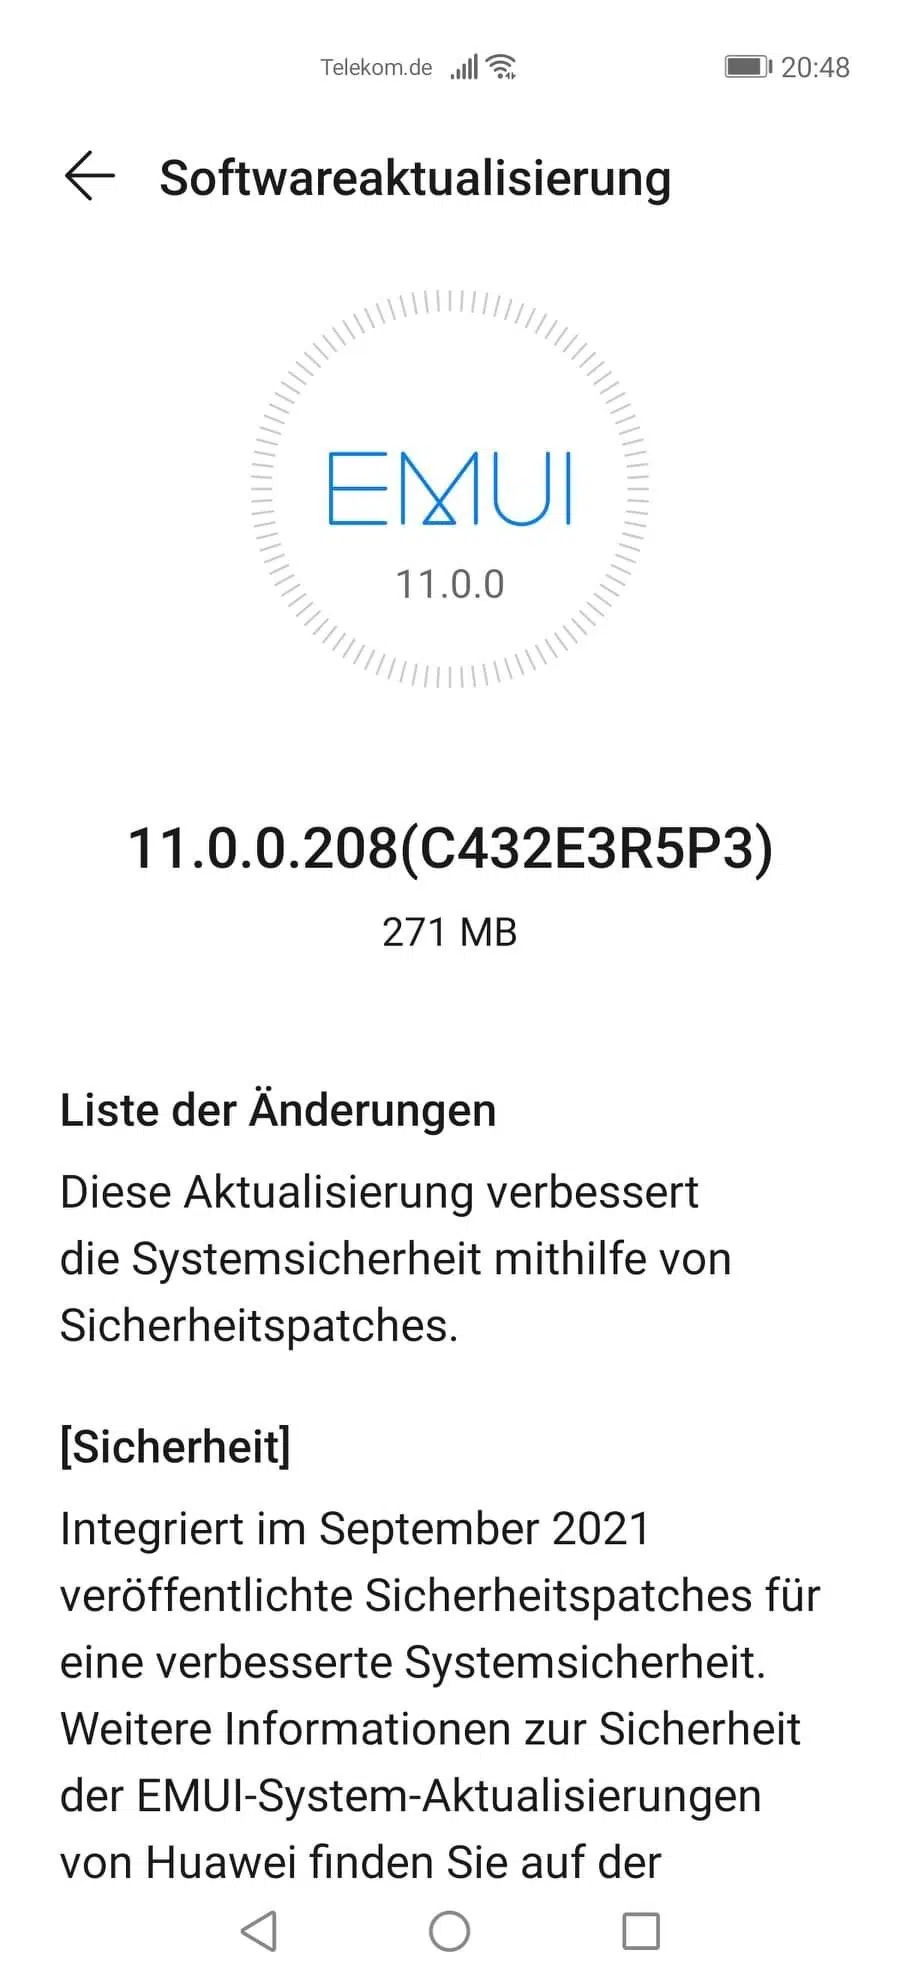 Telekom.de 20:48
Softwareaktualisierung
EMUI
11.0.0
11.0.0.208(C432E3R5P3)
271 MB
Liste der Änderungen
Diese Aktualisierung verbessert
die Systemsicherheit mithilfe von
Sicherheitspatches.
[Sicherheit]
Integriert im September 2021
veröffentlichte Sicherheitspatches für
eine verbesserte Systemsicherheit.
Weitere Informationen zur Sicherheit
der EMUI-System-Aktualisierungen
von Huawei finden Sie auf der